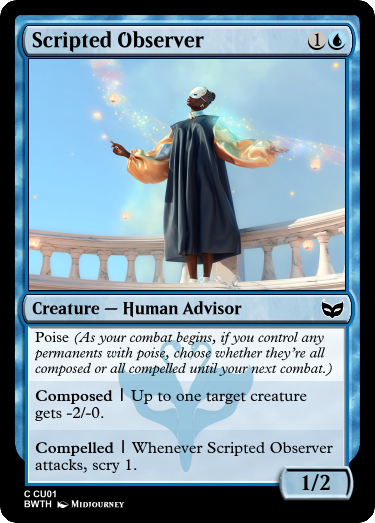 Scripted Observer 1
Creature — Human Advisor
Poise (As your combat begins, if you control any
permanents with poise, choose whether they're all
composed or all compelled until your next combat.)
Composed | Up to one target creature
gets -2/-0.
Compelled | Whenever Scripted Observer
attacks, scry 1.
1/2
C CU01
BWTH Midjourney